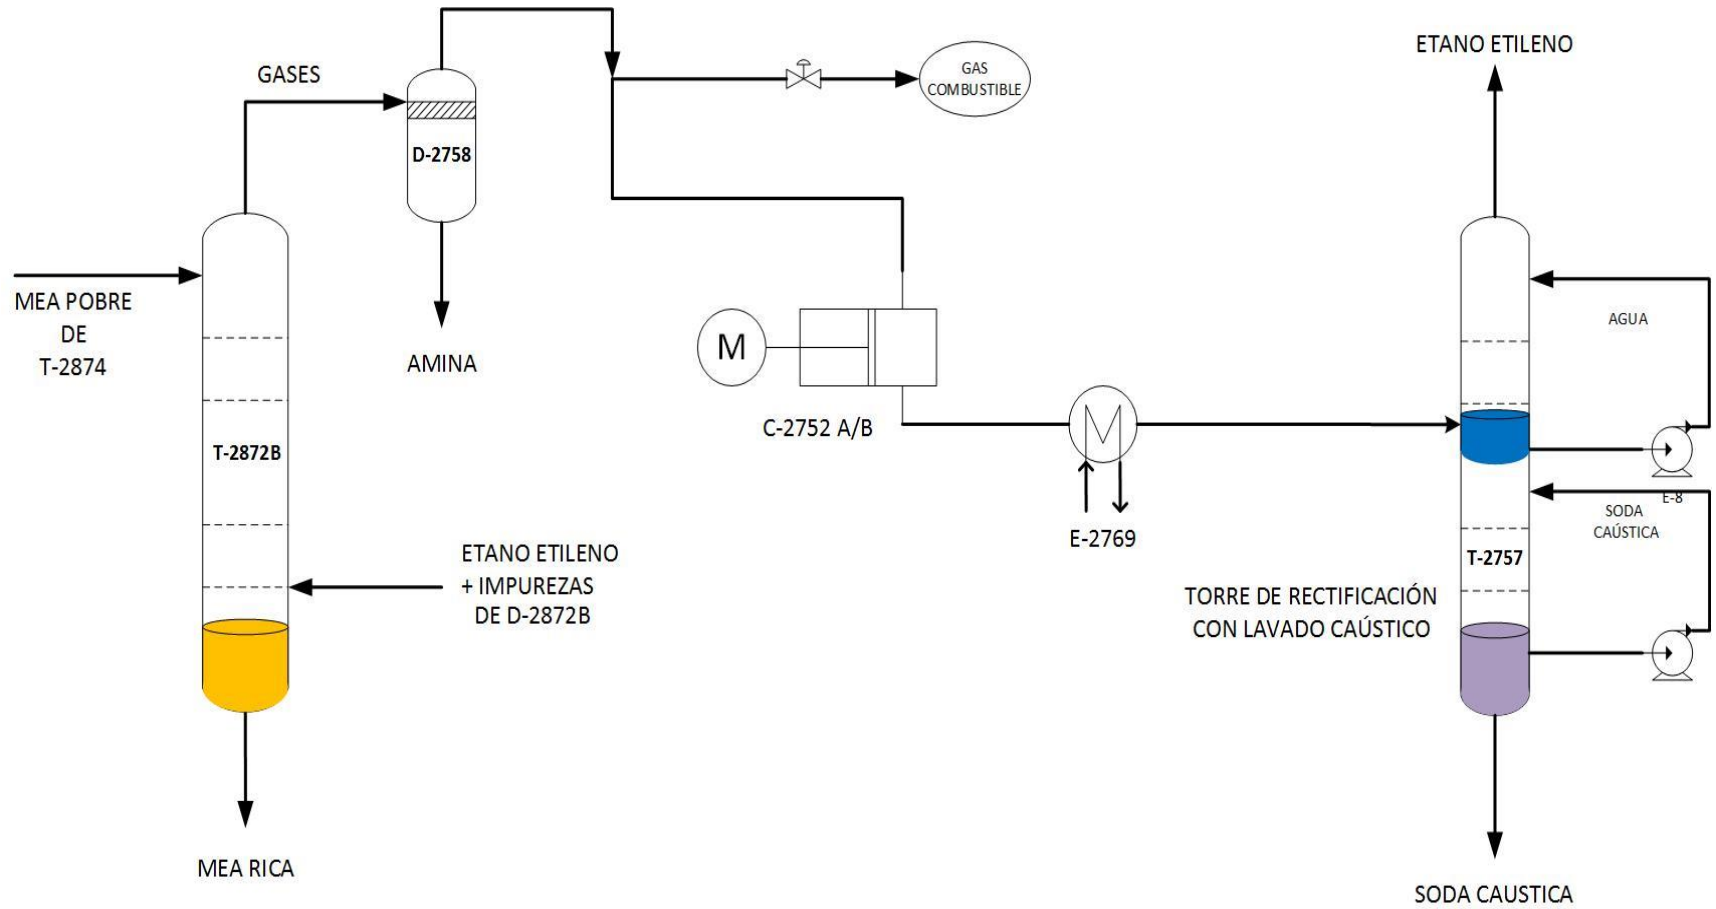 ETANO ETILENO
GASES
GAS
COMBUSTIBLE
D-2758
MEA POBRE
DE
T-2874
AMINA
M
C-2752 A/B
AGUA
T-2872B
E-8
SODA
CAÚSTICA
E-2769
ETANO ETILENO
+ IMPUREZAS
DE D-2872B
T-2757
TORRE DE RECTIFICACIÓN
CON LAVADO CAÚSTICO
MEA RICA
SODA CAUSTICA